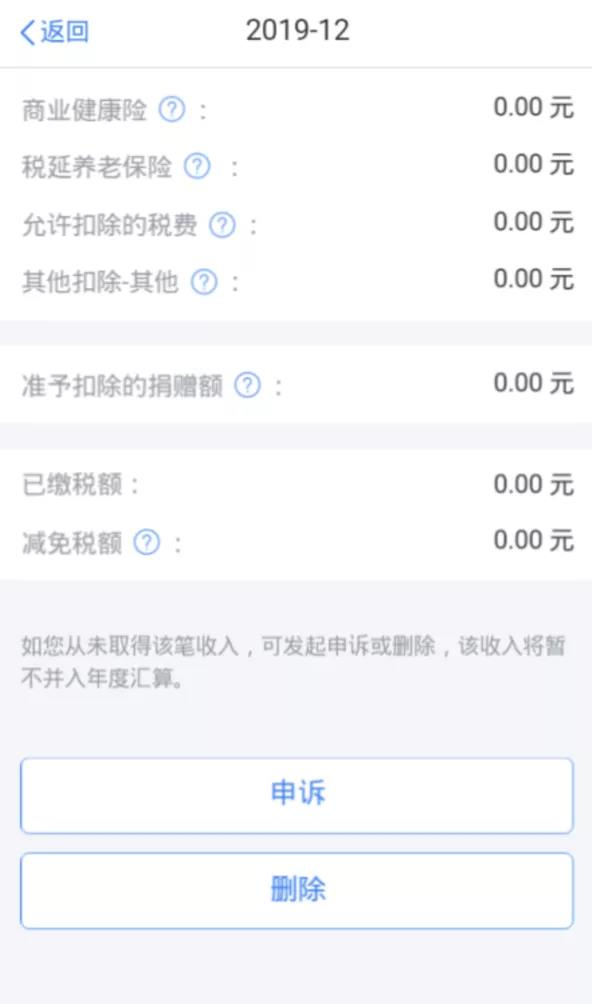 返回
2019-12
商业健康险 ? : 0.00 元
税延养老保险 ? : 0.00 元
允许扣除的税费 ? : 0.00 元
其他扣除-其他 ? : 0.00 元
准予扣除的捐赠额 ? : 0.00 元
已缴税额: 0.00 元
减免税额 ? : 0.00 元
如您从未取得该笔收入，可发起申诉或删除，该收入将暂
不并入年度汇算。
申诉
删除